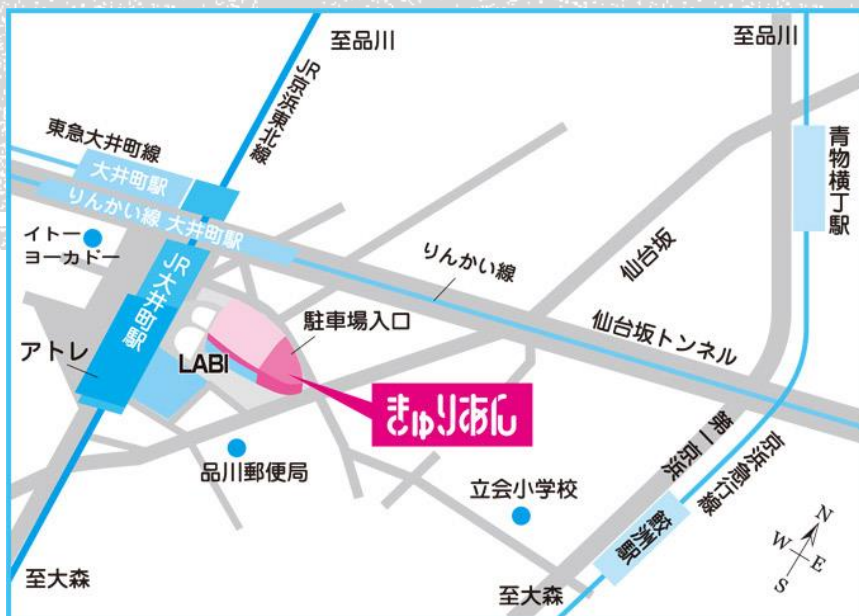 至品川
至品川
JR京浜東北線
東急大井町線
大井町駅
りんかい線 大井町駅
青物横丁駅
イトー
ヨーカドー
JR大井町駅
りんかい線
仙台坂
駐車場入口
仙台坂トンネル
アトレ
LABI
きゅりあん
第一京浜
京浜急行線
品川郵便局
立会小学校
鮫洲駅
至大森
至大森
N
W
E
S